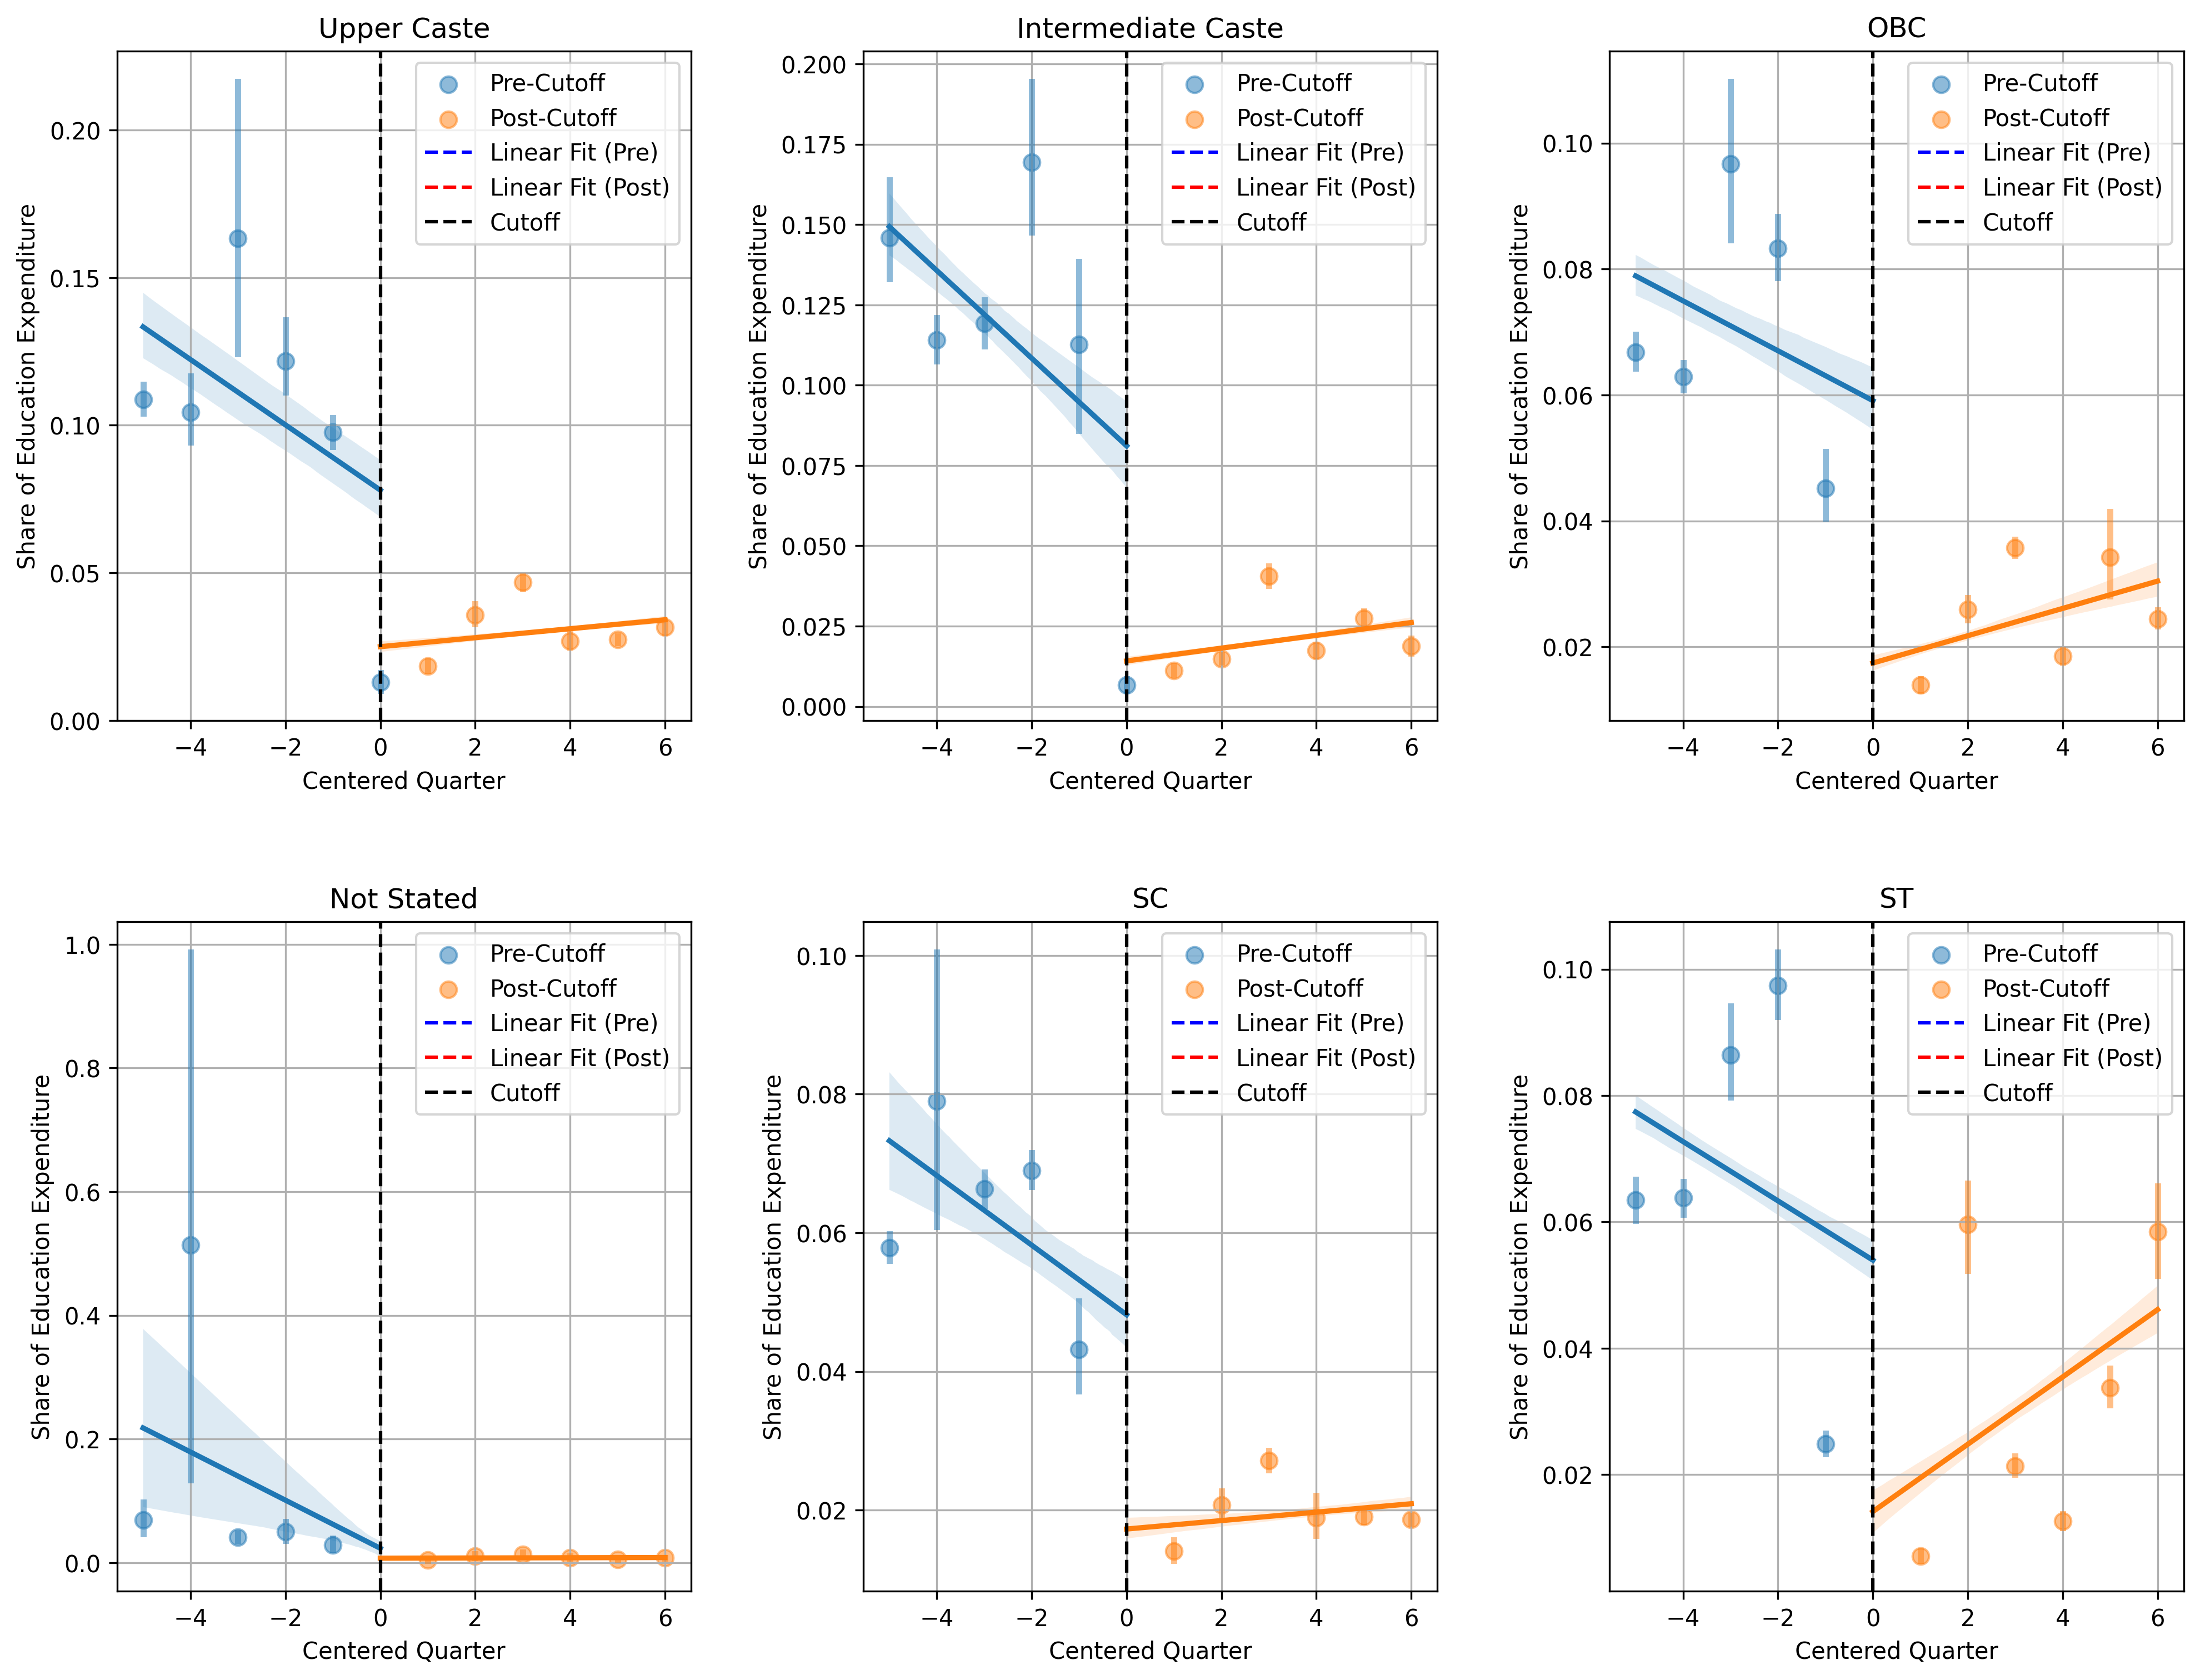 Upper Caste
Share of Education Expenditure
0.20
0.15
0.10
0.05
0.00
−4
−2
0
2
4
6
Centered Quarter
Pre-Cutoff
Post-Cutoff
Linear Fit (Pre)
Linear Fit (Post)
Cutoff
Intermediate Caste
Share of Education Expenditure
0.200
0.175
0.150
0.125
0.100
0.075
0.050
0.025
0.000
−4
−2
0
2
4
6
Centered Quarter
Pre-Cutoff
Post-Cutoff
Linear Fit (Pre)
Linear Fit (Post)
Cutoff
OBC
Share of Education Expenditure
0.10
0.08
0.06
0.04
0.02
−4
−2
0
2
4
6
Centered Quarter
Pre-Cutoff
Post-Cutoff
Linear Fit (Pre)
Linear Fit (Post)
Cutoff
Not Stated
Share of Education Expenditure
1.0
0.8
0.6
0.4
0.2
0.0
−4
−2
0
2
4
6
Centered Quarter
Pre-Cutoff
Post-Cutoff
Linear Fit (Pre)
Linear Fit (Post)
Cutoff
SC
Share of Education Expenditure
0.10
0.08
0.06
0.04
0.02
−4
−2
0
2
4
6
Centered Quarter
Pre-Cutoff
Post-Cutoff
Linear Fit (Pre)
Linear Fit (Post)
Cutoff
ST
Share of Education Expenditure
0.10
0.08
0.06
0.04
0.02
−4
−2
0
2
4
6
Centered Quarter
Pre-Cutoff
Post-Cutoff
Linear Fit (Pre)
Linear Fit (Post)
Cutoff